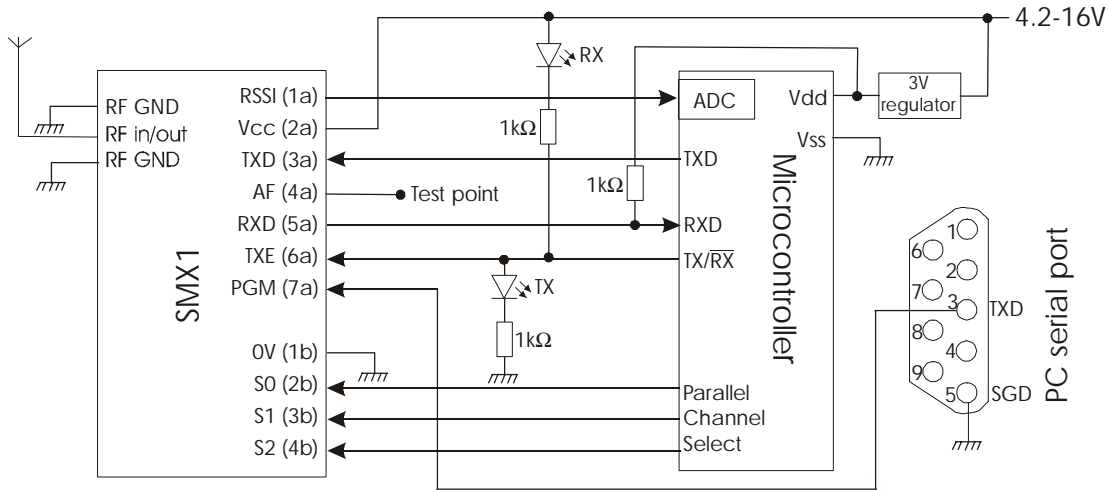 4.2-16V
RX
3V
regulator
1kΩ
SMX1
RF GND
RF in/out
RF GND
RSSI (1a)
Vcc (2a)
TXD (3a)
AF (4a)
RXD (5a)
TXE (6a)
PGM (7a)
0V (1b)
S0 (2b)
S1 (3b)
S2 (4b)
Test point
1kΩ
TX
1kΩ
Microcontroller
ADC
Vdd
Vss
TXD
RXD
TX/R̅X̅
Parallel
Channel
Select
1
6
2
7
3
TXD
8
4
9
5
SGD
PC serial port